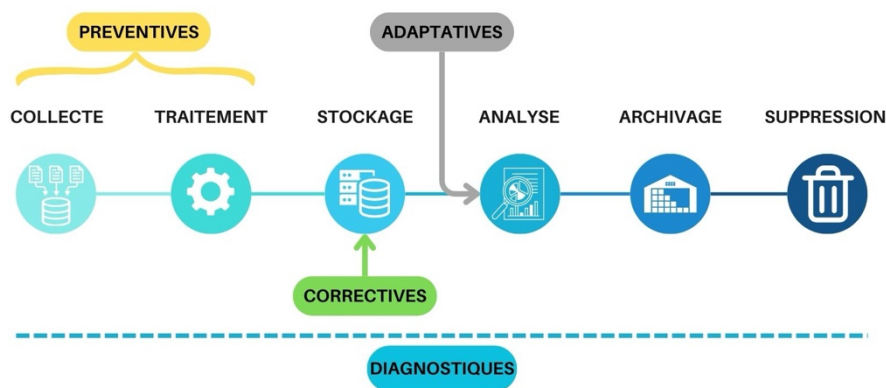 PREVENTIVES
ADAPTATIVES
COLLECTE
TRAITEMENT
STOCKAGE
ANALYSE
ARCHIVAGE
SUPPRESSION
CORRECTIVES
DIAGNOSTIQUES